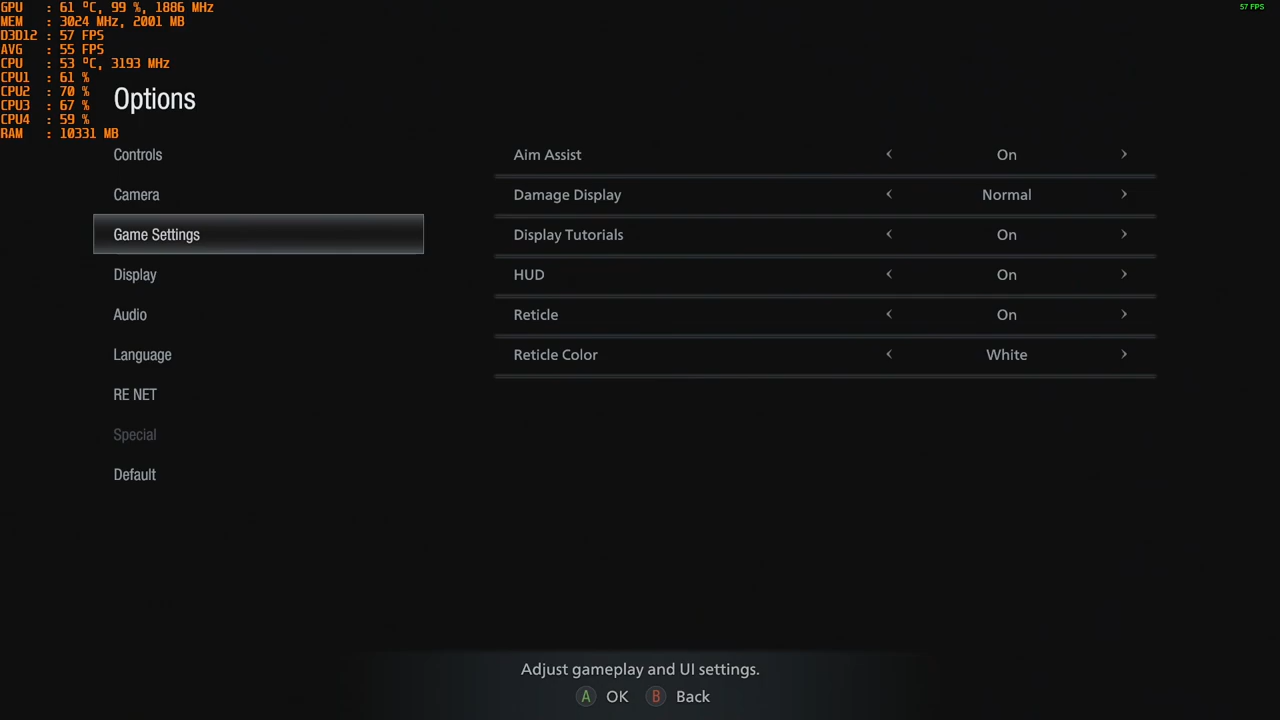 GPU : 61 ºC, 99 %, 1886 MHz
57 FPS
MEM : 3024 MHz, 2001 MB
D3D12 : 57 FPS
AVG : 55 FPS
CPU : 53 ºC, 3193 MHz
CPU1 : 61 %
CPU2 : 70 %
CPU3 : 67 %
CPU4 : 59 %
RAM : 10331 MB
Options
Controls
Camera
Game Settings
Display
Audio
Language
RE NET
Special
Default
Aim Assist < On >
Damage Display < Normal >
Display Tutorials < On >
HUD < On >
Reticle < On >
Reticle Color < White >
Adjust gameplay and UI settings.
A OK B Back